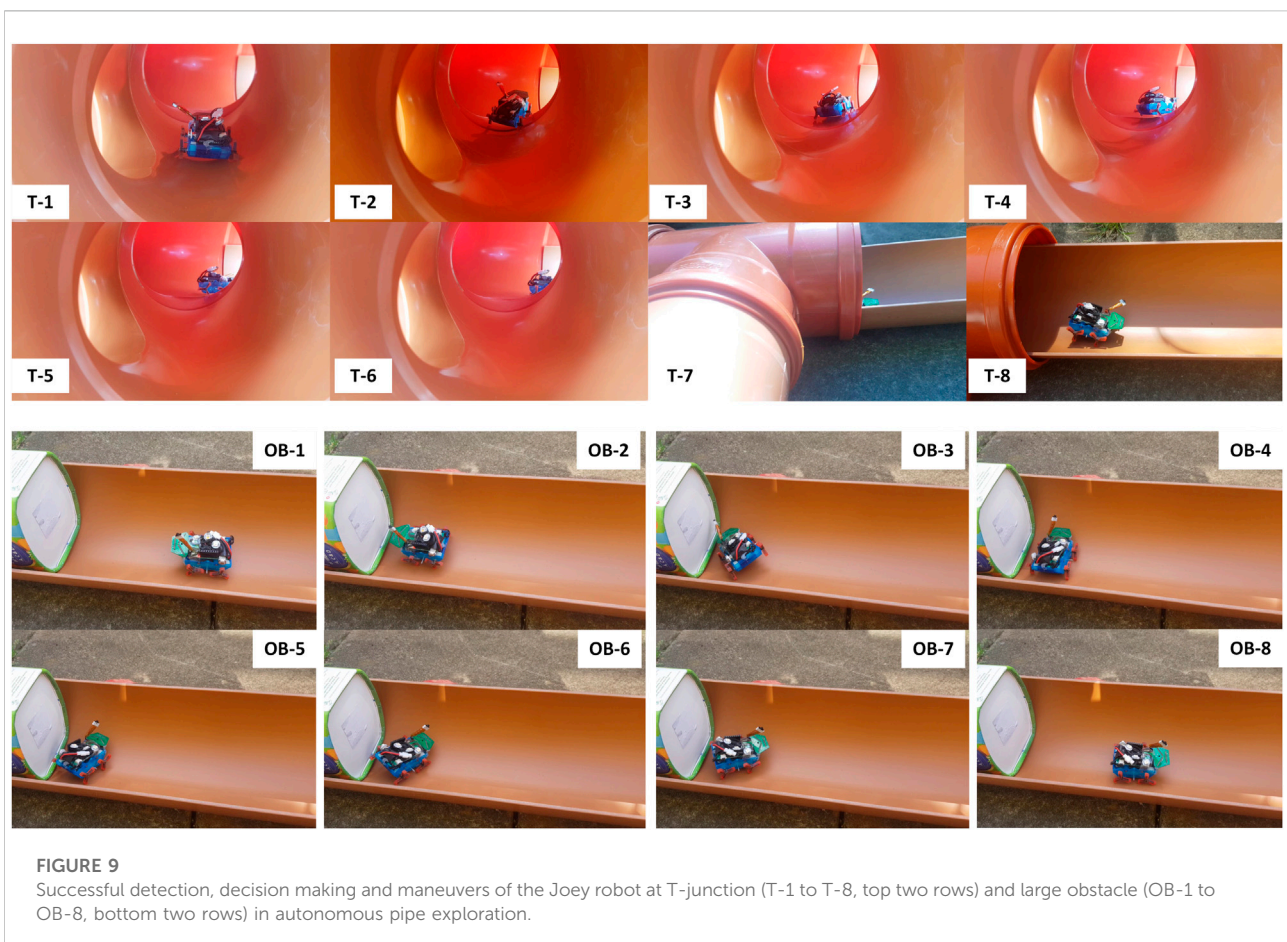 T-1
T-2
T-3
T-4
T-5
T-6
T-7
T-8
OB-1
OB-2
OB-3
OB-4
OB-5
OB-6
OB-7
OB-8
FIGURE 9
Successful detection, decision making and maneuvers of the Joey robot at T-junction (T-1 to T-8, top two rows) and large obstacle (OB-1 to
OB-8, bottom two rows) in autonomous pipe exploration.